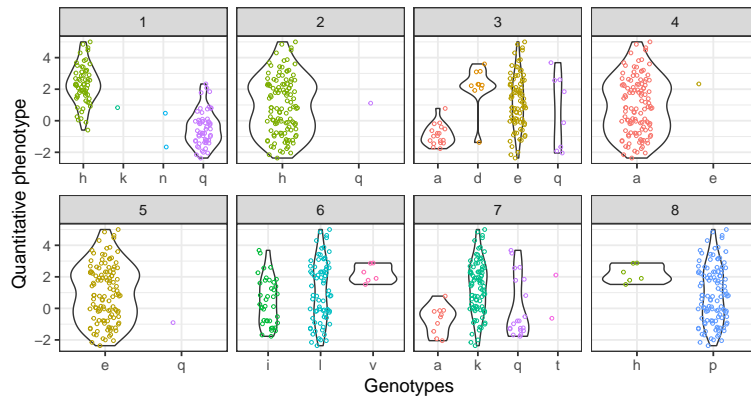 1 2 3 4
4
2
0
−2
h k n q h q a d e q a e
5 6 7 8
4
2
0
−2
e q i l v a k q t h p
Genotypes
Quantitative phenotype